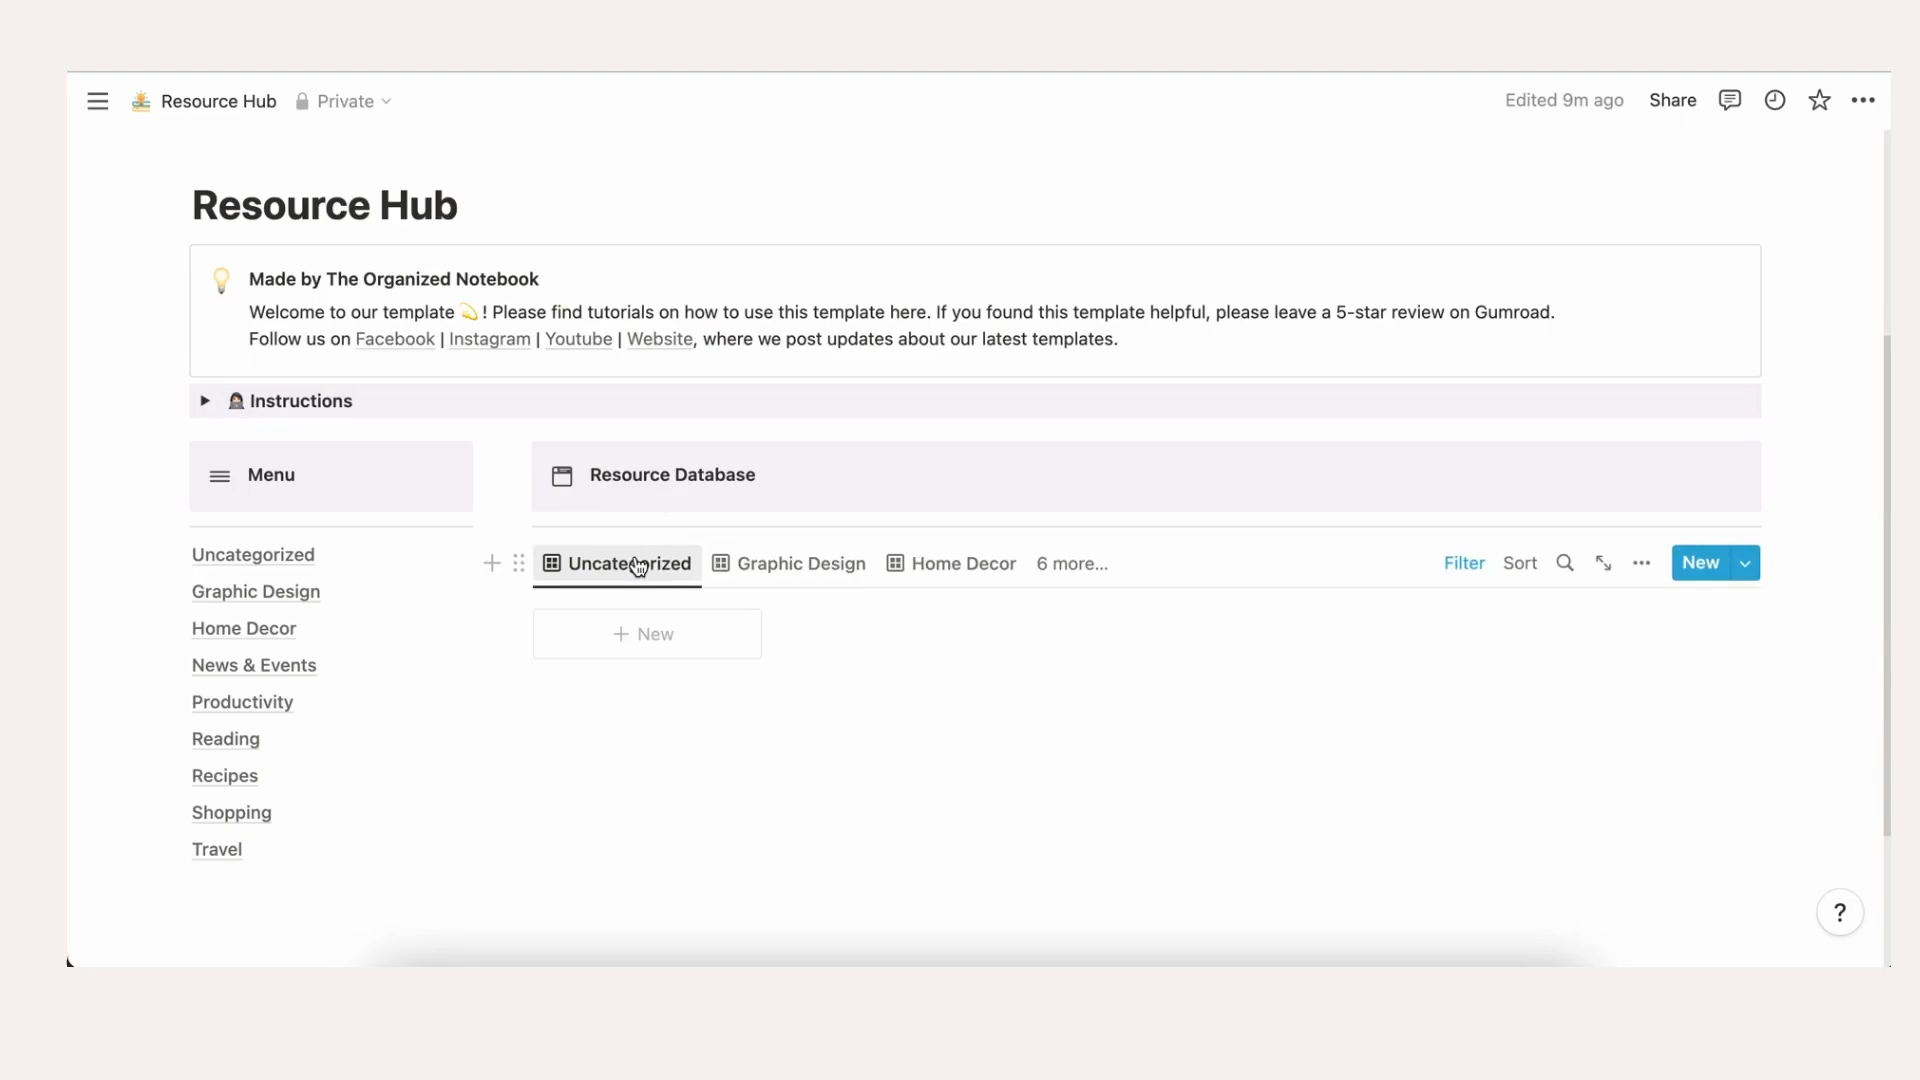 Resource Hub Private Edited 9m ago Share
Resource Hub
Made by The Organized Notebook
Welcome to our template 💫! Please find tutorials on how to use this template here. If you found this template helpful, please leave a 5-star review on Gumroad.
Follow us on Facebook | Instagram | Youtube | Website, where we post updates about our latest templates.
Instructions
Menu
Resource Database
Uncategorized
Graphic Design
Home Decor
News & Events
Productivity
Reading
Recipes
Shopping
Travel
Uncategorized Graphic Design Home Decor 6 more... Filter Sort New
+ New
?